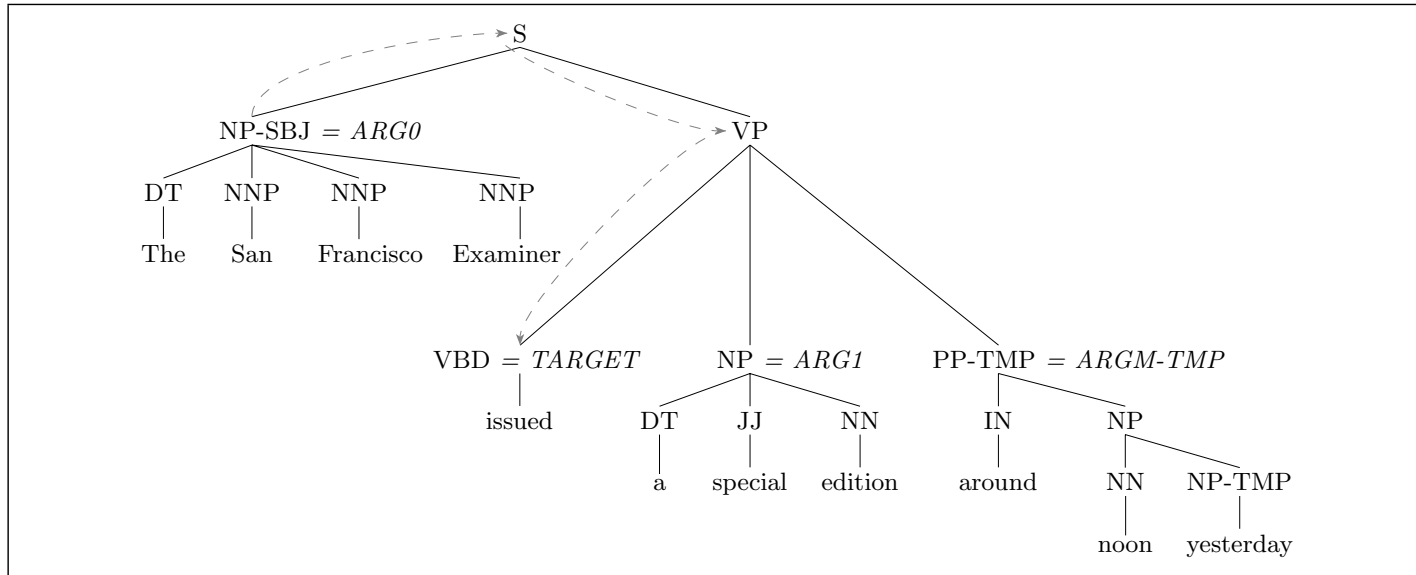 S
NP-SBJ = ARG0 VP
DT NNP NNP NNP
The San Francisco Examiner
VBD = TARGET NP = ARG1 PP-TMP = ARGM-TMP
issued DT JJ NN IN NP
a special edition around NN NP-TMP
noon yesterday